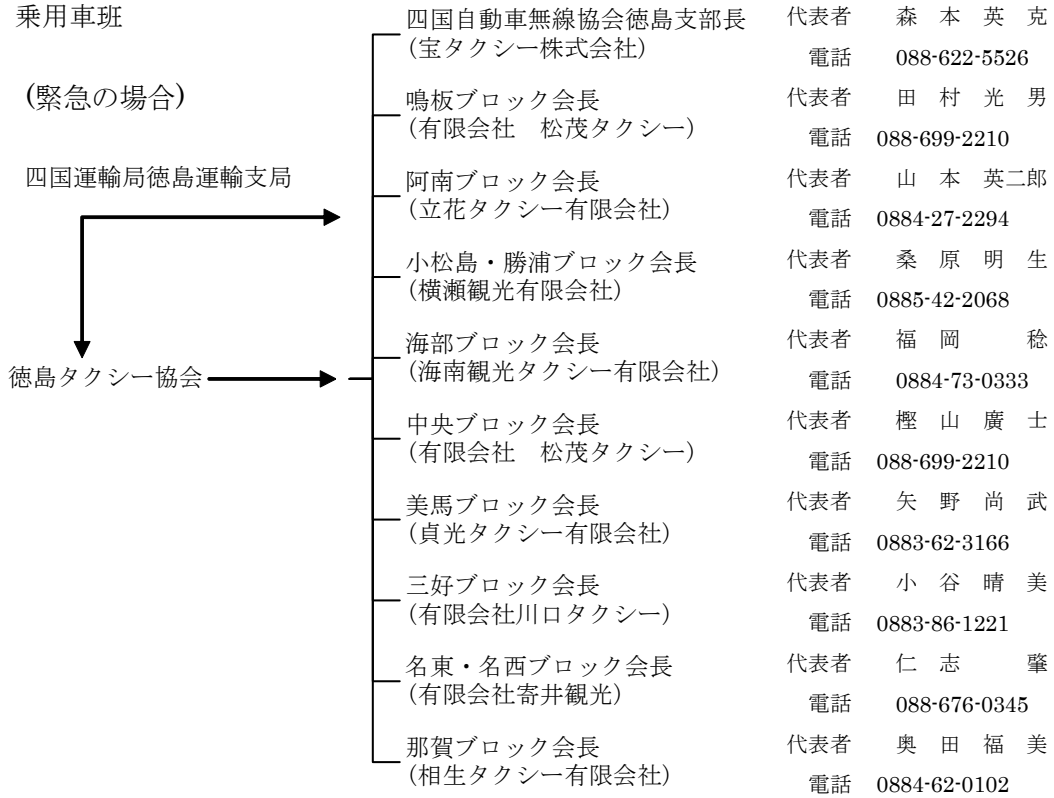 乗用車班
(緊急の場合)
四国運輸局徳島運輸支局
徳島タクシー協会
四国自動車無線協会徳島支部長 代表者 森 本 英 克
(宝タクシー株式会社) 電話 088-622-5526
鳴板ブロック会長 代表者 田 村 光 男
(有限会社 松茂タクシー) 電話 088-699-2210
阿南ブロック会長 代表者 山 本 英二郎
(立花タクシー有限会社) 電話 0884-27-2294
小松島・勝浦ブロック会長 代表者 桑 原 明 生
(横瀬観光有限会社) 電話 0885-42-2068
海部ブロック会長 代表者 福 岡 稔
(海南観光タクシー有限会社) 電話 0884-73-0333
中央ブロック会長 代表者 樫 山 廣 士
(有限会社 松茂タクシー) 電話 088-699-2210
美馬ブロック会長 代表者 矢 野 尚 武
(貞光タクシー有限会社) 電話 0883-62-3166
三好ブロック会長 代表者 小 谷 晴 美
(有限会社川口タクシー) 電話 0883-86-1221
名東・名西ブロック会長 代表者 仁 志 肇
(有限会社寄井観光) 電話 088-676-0345
那賀ブロック会長 代表者 奥 田 福 美
(相生タクシー有限会社) 電話 0884-62-0102